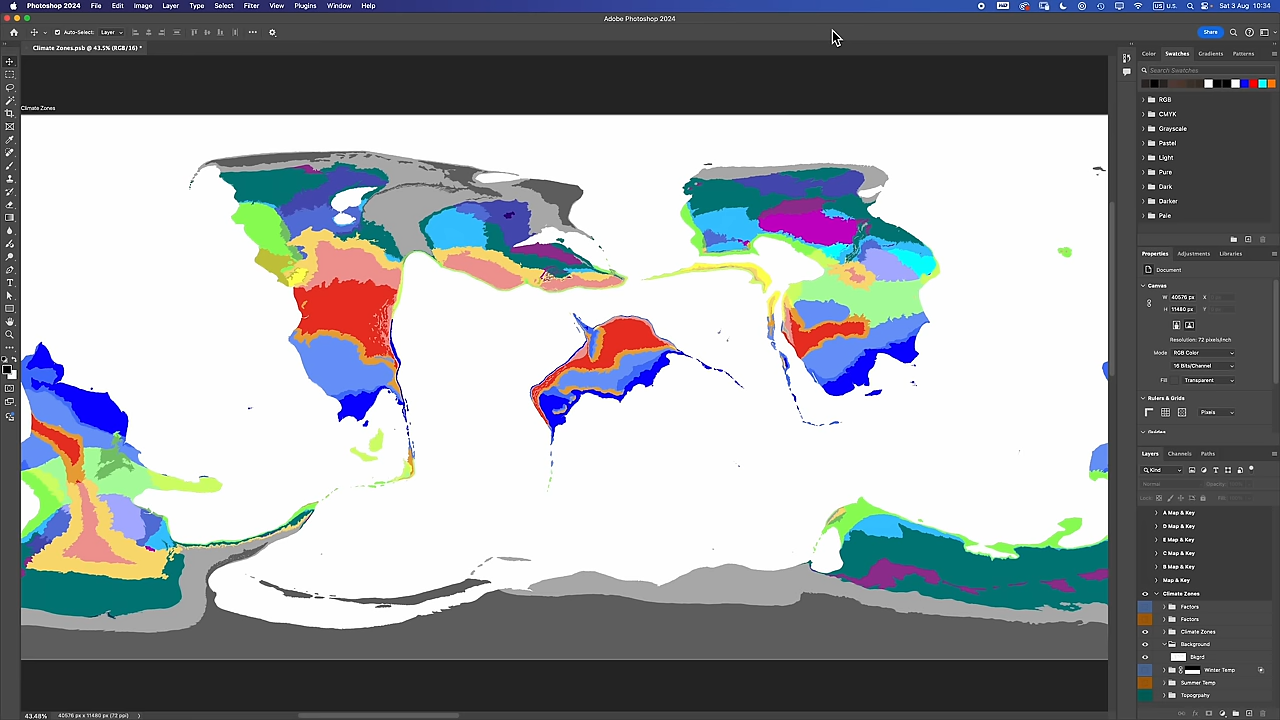 Photoshop 2024 File Edit Image Layer Type Select Filter View Plugins Window Help U.S. Sat 3 Aug 10:34
Adobe Photoshop 2024
Auto-Select: Layer Share
Climate Zones.psb @ 43.5% (RGB/16) *
Color Swatches Gradients Patterns
Search Swatches
RGB
CMYK
Grayscale
Pastel
Light
Pure
Dark
Darker
Pale
Climate Zones
Properties Adjustments Libraries
Document
Canvas
W 40576 px X
H 11480 px Y
Resolution: 72 pixels/inch
Mode RGB Color
16 Bits/Channel
Fill Transparent
Rulers & Grids
Pixels
Guides
Layers Channels Paths
Kind
Normal Opacity:
Lock: Fill:
A Map & Key
D Map & Key
E Map & Key
C Map & Key
B Map & Key
Map & Key
Climate Zones
Factors
Factors
Climate Zones
Background
Bkgrd
Winter Temp
Summer Temp
Topogrpahy
43.48% 40576 px x 11480 px (72 ppi)